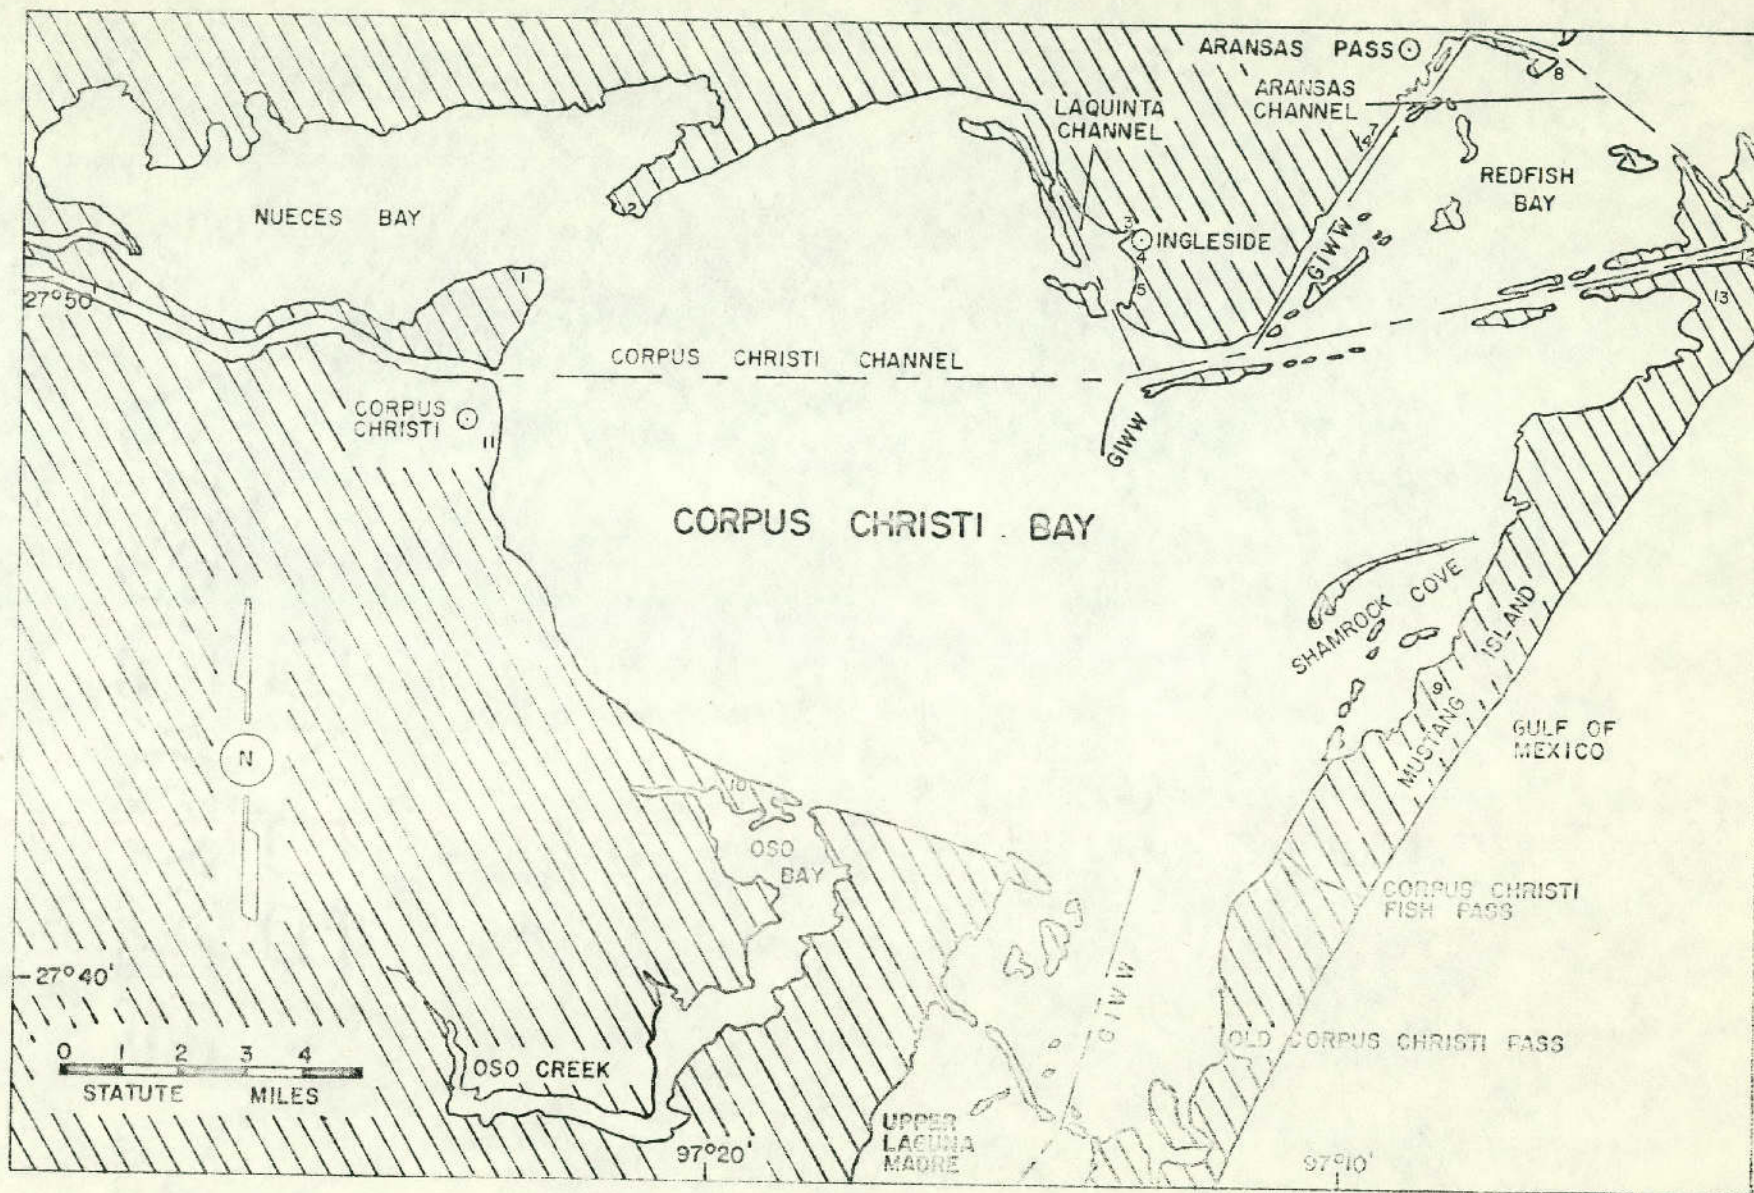 ARANSAS PASS
8
ARANSAS
CHANNEL
LAQUINTA
CHANNEL
7
REDFISH
BAY
2
NUECES BAY
3
INGLESIDE
4
5
GIWW
1
27°50'
13
CORPUS CHRISTI CHANNEL
CORPUS
CHRISTI
11
GIWW
CORPUS CHRISTI BAY
SHAMROCK COVE
MUSTANG ISLAND
9
GULF OF
MEXICO
N
10
OSO
BAY
CORPUS CHRISTI
FISH PASS
27°40'
GIWW
OLD CORPUS CHRISTI PASS
0 1 2 3 4
STATUTE MILES
OSO CREEK
UPPER
LAGUNA
MADRE
97°20'
97°10'